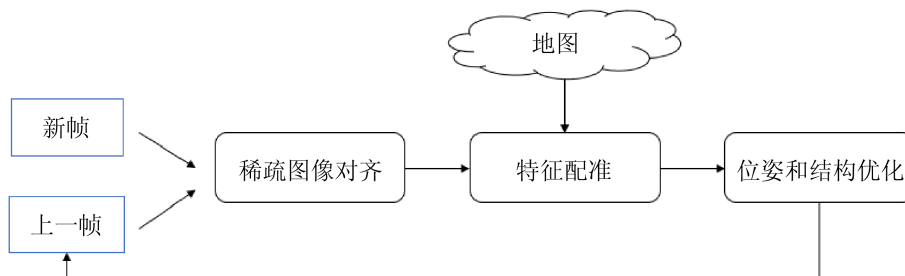 地图
新帧
稀疏图像对齐
特征配准
位姿和结构优化
上一帧